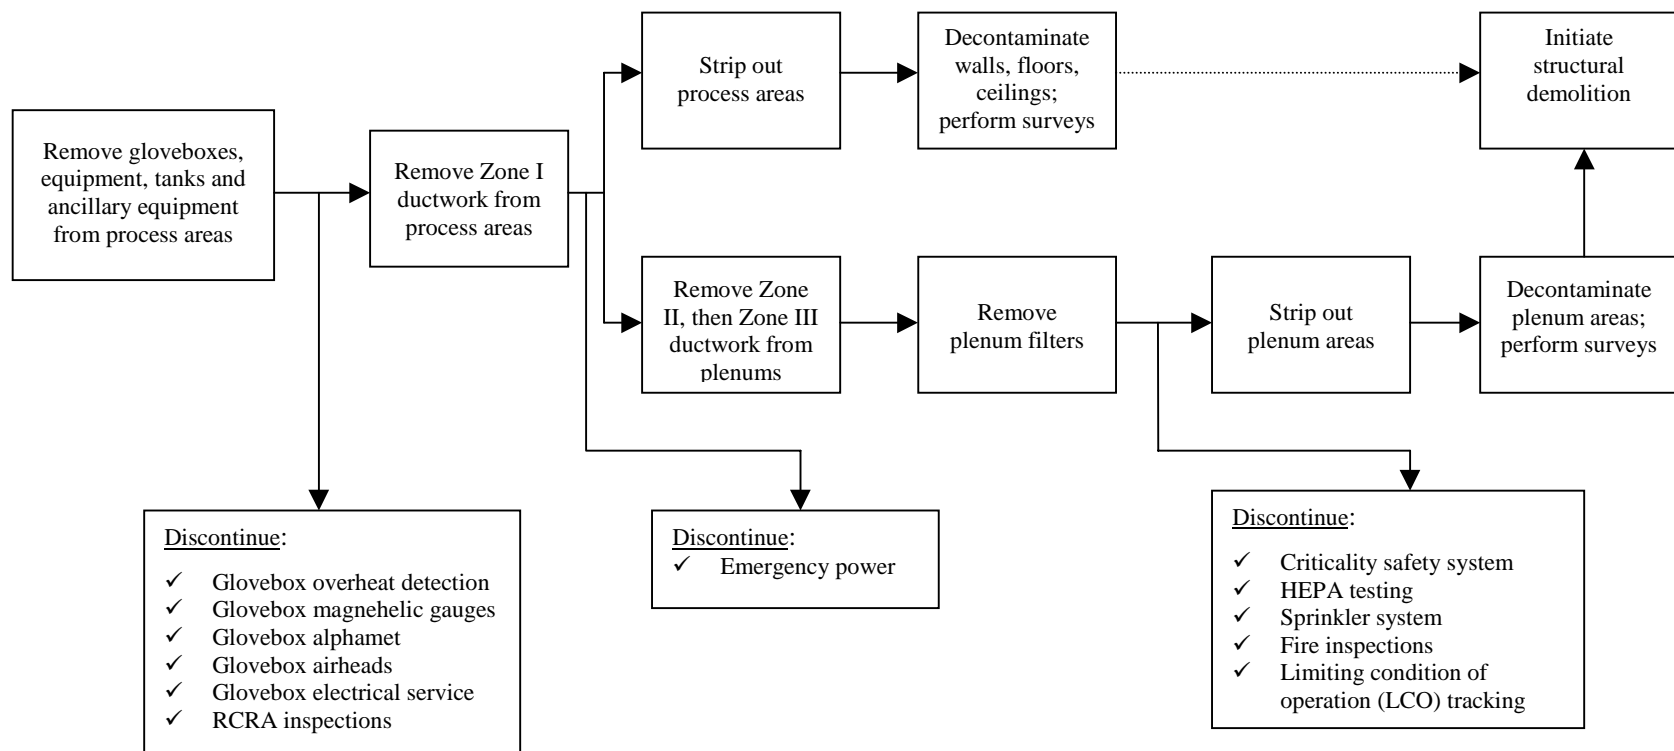 Remove gloveboxes,
equipment, tanks and
ancillary equipment
from process areas
Remove Zone I
ductwork from
process areas
Strip out
process areas
Decontaminate
walls, floors,
ceilings;
perform surveys
Initiate
structural
demolition
Remove Zone
II, then Zone III
ductwork from
plenums
Remove
plenum filters
Strip out
plenum areas
Decontaminate
plenum areas;
perform surveys
Discontinue:
✓ Glovebox overheat detection
✓ Glovebox magnehelic gauges
✓ Glovebox alphamet
✓ Glovebox airheads
✓ Glovebox electrical service
✓ RCRA inspections
Discontinue:
✓ Emergency power
Discontinue:
✓ Criticality safety system
✓ HEPA testing
✓ Sprinkler system
✓ Fire inspections
✓ Limiting condition of
operation (LCO) tracking